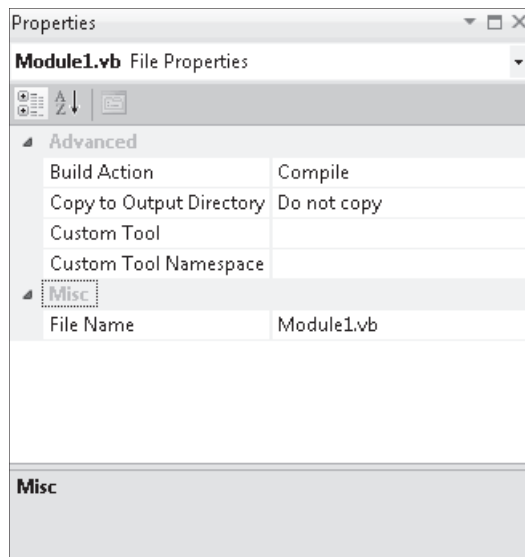 Properties
Module1.vb File Properties
Advanced
Build Action Compile
Copy to Output Directory Do not copy
Custom Tool
Custom Tool Namespace
Misc
File Name Module1.vb
Misc